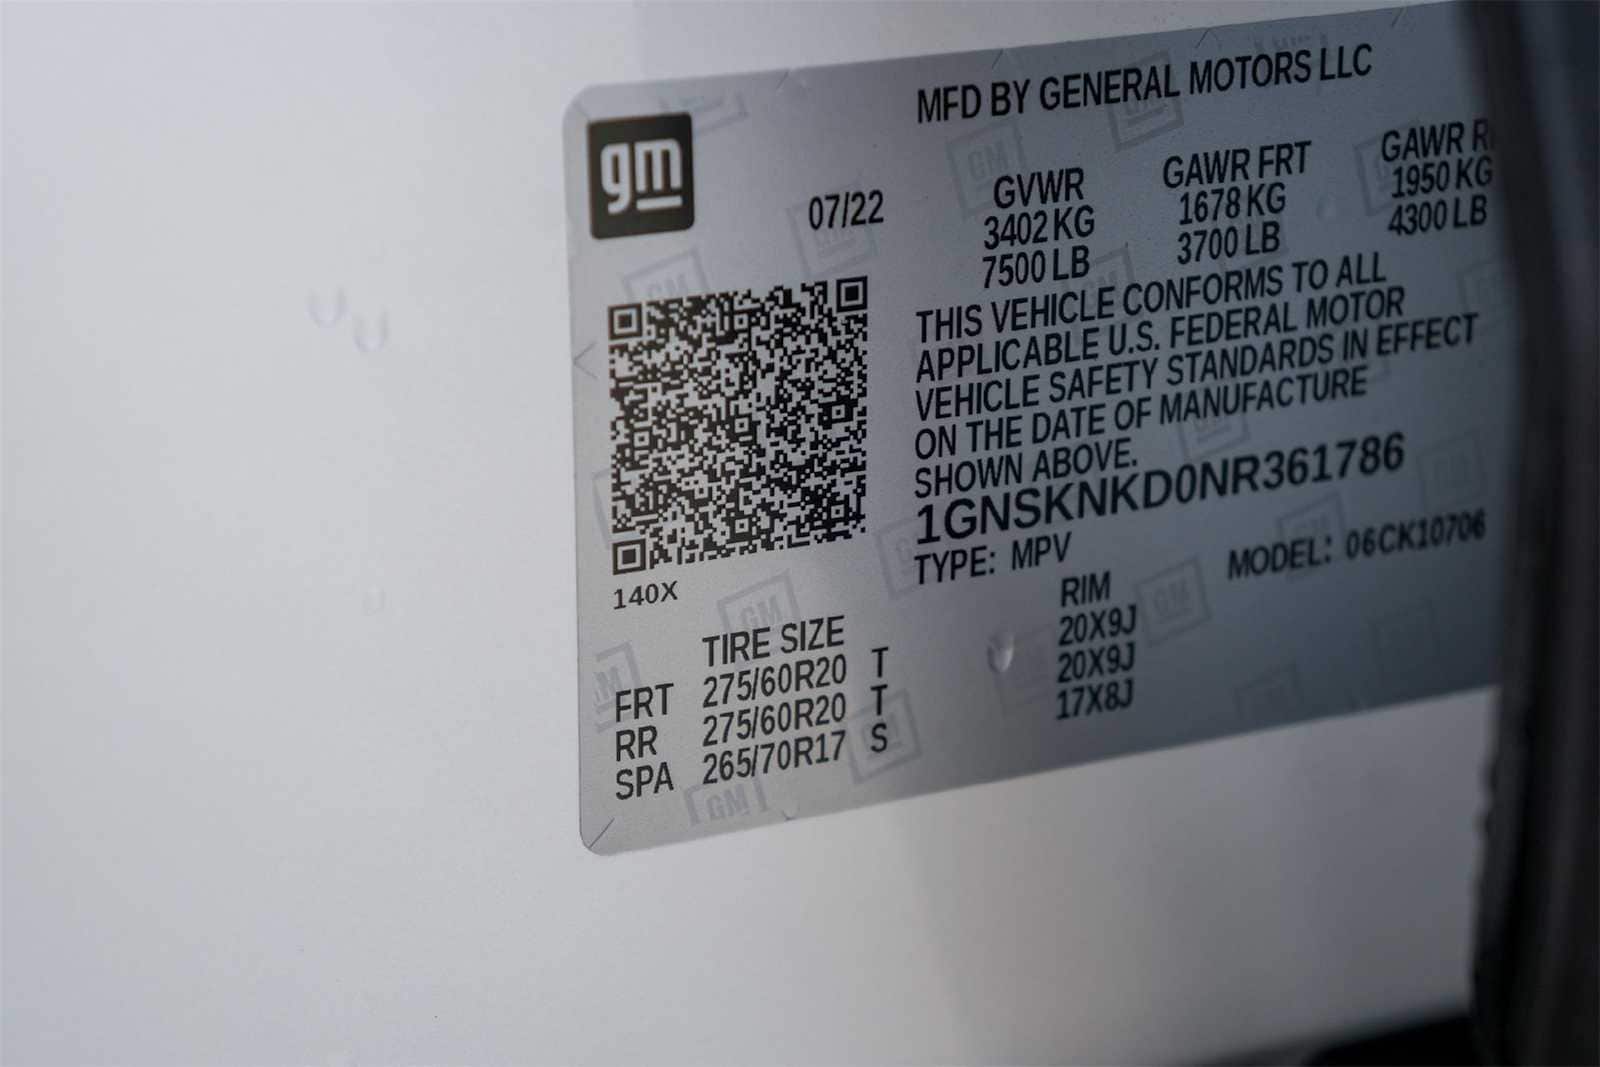 MFD BY GENERAL MOTORS LLC
gm
07/22
GVWR GAWR FRT GAWR
3402 KG 1678 KG 1950 KG
7500 LB 3700 LB 4300 LB
THIS VEHICLE CONFORMS TO ALL
APPLICABLE U.S. FEDERAL MOTOR
VEHICLE SAFETY STANDARDS IN EFFECT
ON THE DATE OF MANUFACTURE
SHOWN ABOVE.
1GNSKNKD0NR361786
TYPE: MPV MODEL: 06CK10706
140X
TIRE SIZE RIM
FRT 275/60R20 T 20X9J
RR 275/60R20 T 20X9J
SPA 265/70R17 S 17X8J